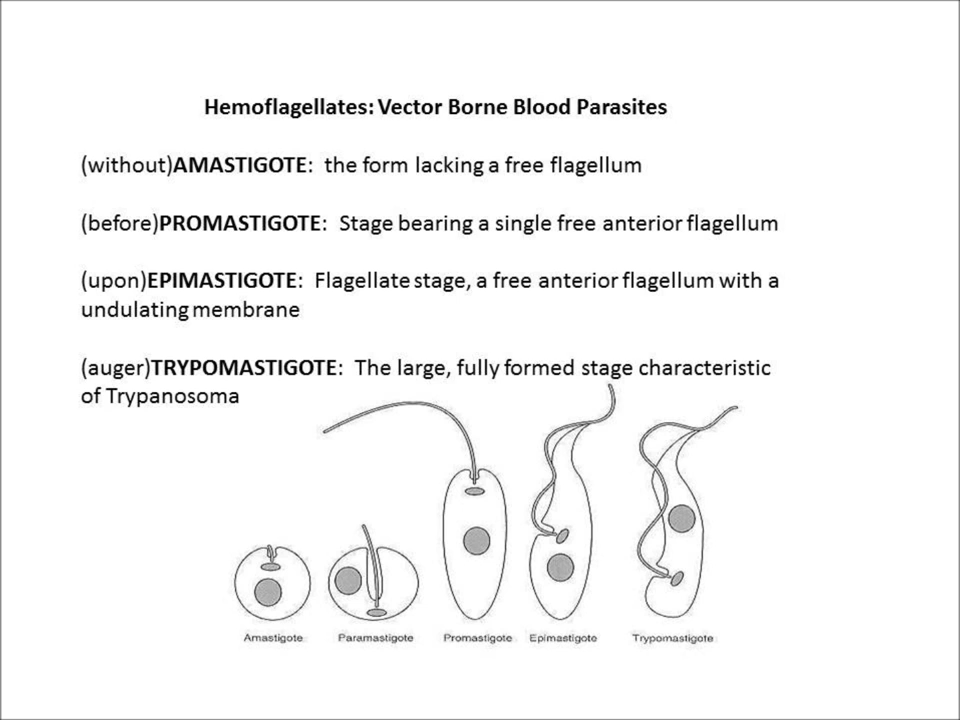 Hemoflagellates: Vector Borne Blood Parasites
(without)AMASTIGOTE:  the form lacking a free flagellum
(before)PROMASTIGOTE:  Stage bearing a single free anterior flagellum
(upon)EPIMASTIGOTE:  Flagellate stage, a free anterior flagellum with a
undulating membrane
(auger)TRYPOMASTIGOTE:  The large, fully formed stage characteristic
of Trypanosoma
Amastigote Paramastigote Promastigote Epimastigote Trypomastigote